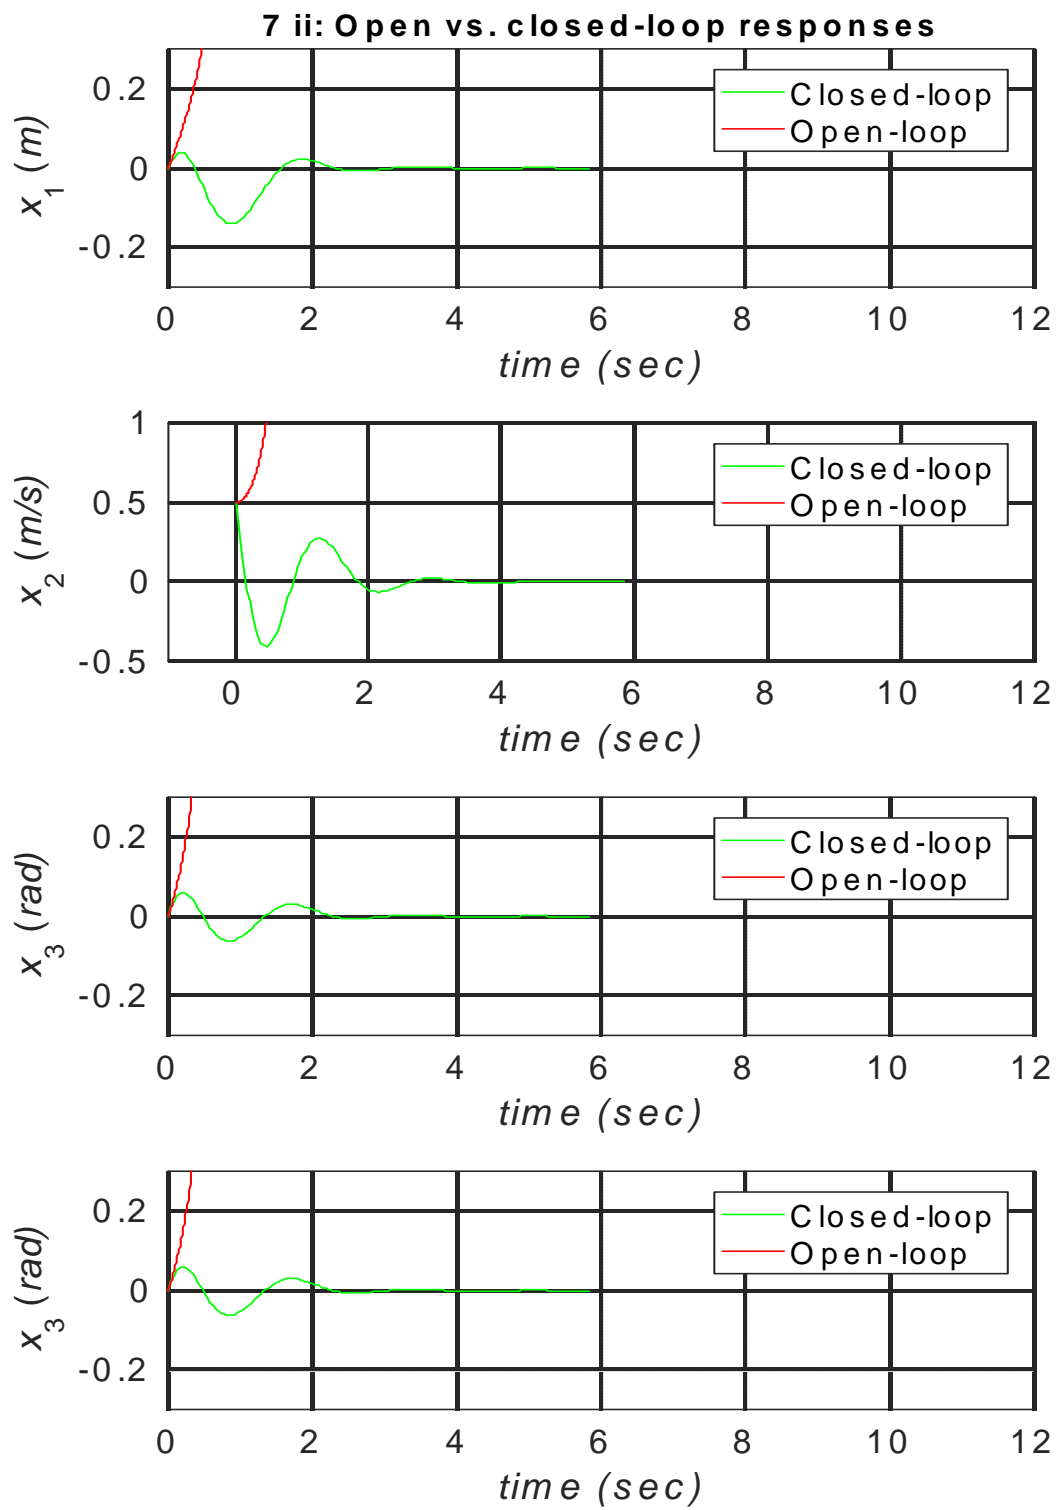 7 ii: Open vs. closed-loop responses
x_1 (m)
0.2
0
-0.2
Closed-loop
Open-loop
0 2 4 6 8 10 12
time (sec)
x_2 (m/s)
1
0.5
0
-0.5
Closed-loop
Open-loop
0 2 4 6 8 10 12
time (sec)
x_3 (rad)
0.2
0
-0.2
Closed-loop
Open-loop
0 2 4 6 8 10 12
time (sec)
x_3 (rad)
0.2
0
-0.2
Closed-loop
Open-loop
0 2 4 6 8 10 12
time (sec)